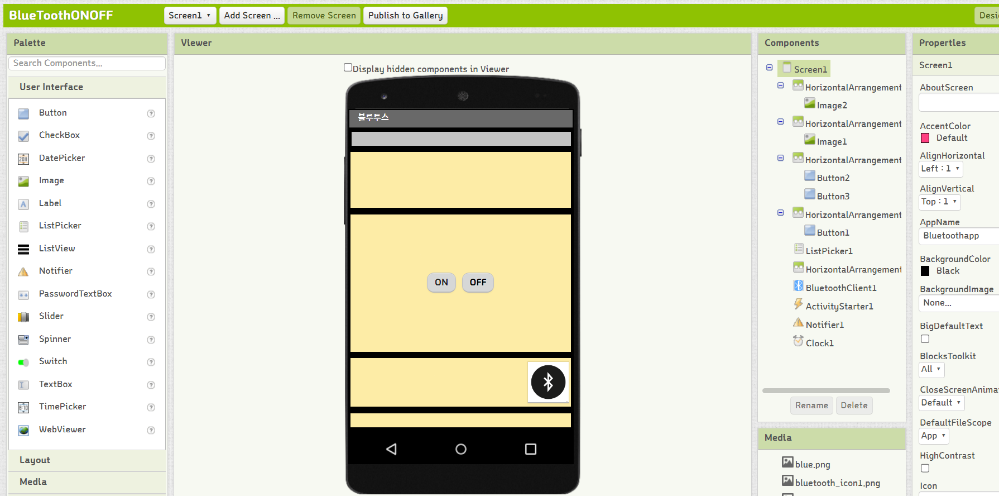 BlueToothONOFF
Screen1
Add Screen ...
Remove Screen
Publish to Gallery
Palette
Search Components...
User Interface
Button
CheckBox
DatePicker
Image
Label
ListPicker
ListView
Notifier
PasswordTextBox
Slider
Spinner
Switch
TextBox
TimePicker
WebViewer
Layout
Media
Viewer
Display hidden components in Viewer
블루투스
ON
OFF
Components
Screen1
HorizontalArrangement
Image2
HorizontalArrangement
Image1
HorizontalArrangement
Button2
Button3
HorizontalArrangement
Button1
ListPicker1
HorizontalArrangement
BluetoothClient1
ActivityStarter1
Notifier1
Clock1
Rename
Delete
Media
blue.png
bluetooth_icon1.png
Desi
Properties
Screen1
AboutScreen
AccentColor
Default
AlignHorizontal
Left : 1
AlignVertical
Top : 1
AppName
Bluetoothapp
BackgroundColor
Black
BackgroundImage
None...
BigDefaultText
BlocksToolkit
All
CloseScreenAnima
Default
DefaultFileScope
App
HighContrast
Icon